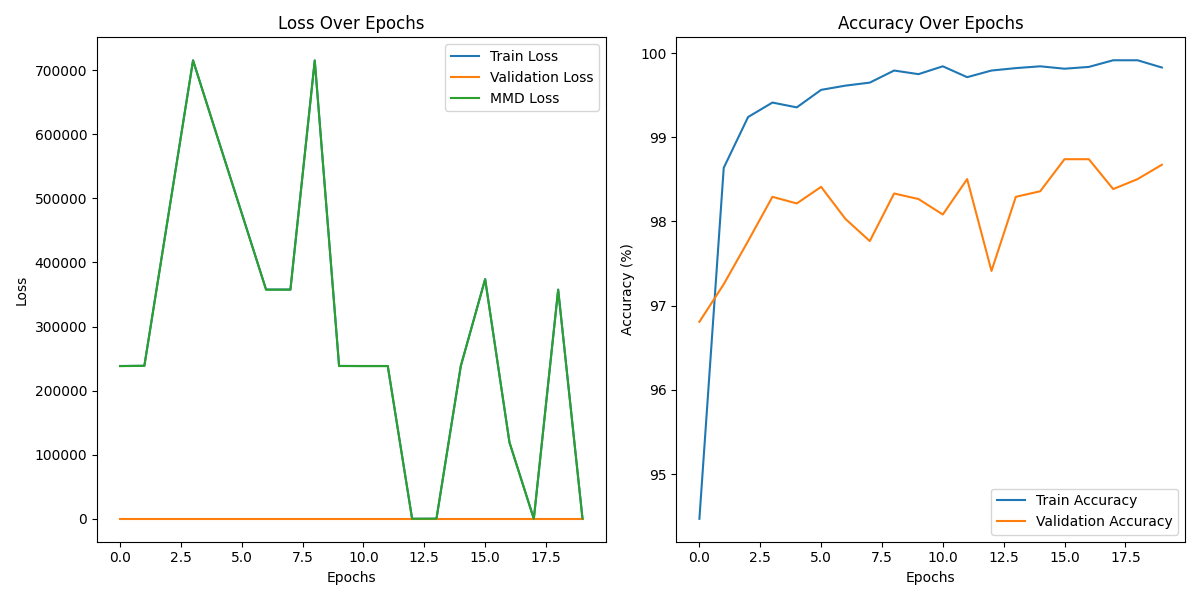 Loss Over Epochs
700000
600000
500000
400000
300000
200000
100000
0
Loss
Train Loss
Validation Loss
MMD Loss
0.0 2.5 5.0 7.5 10.0 12.5 15.0 17.5
Epochs
Accuracy Over Epochs
100
99
98
97
96
95
Accuracy (%)
Train Accuracy
Validation Accuracy
0.0 2.5 5.0 7.5 10.0 12.5 15.0 17.5
Epochs